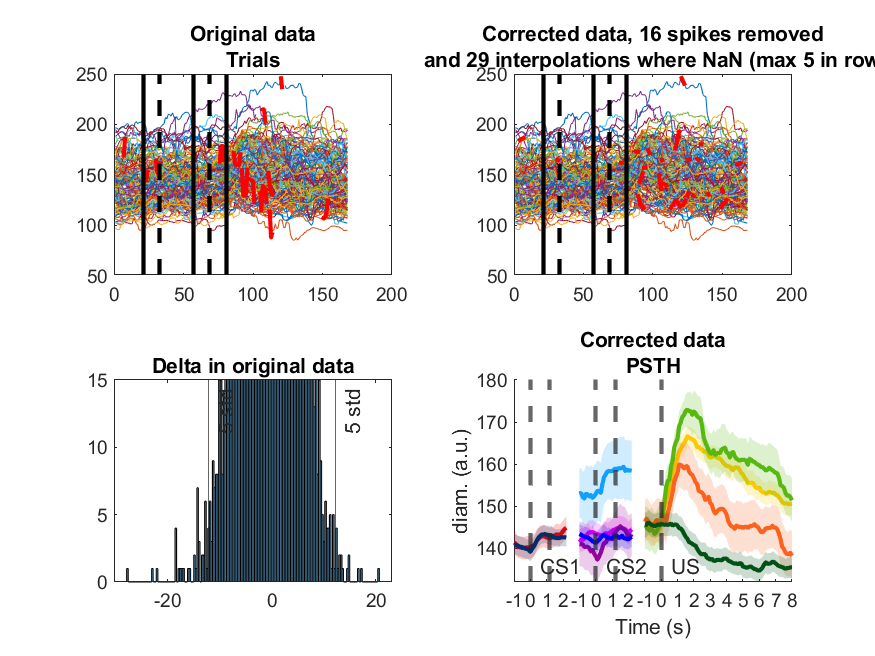 Original data
Trials
250
200
150
100
50
0 50 100 150 200
Corrected data, 16 spikes removed
and 29 interpolations where NaN (max 5 in row
250
200
150
100
50
0 50 100 150 200
Delta in original data
15
10
5
0
-20 0 20
5 std
5 std
Corrected data
PSTH
180
170
160
150
140
diam. (a.u.)
CS1 CS2 US
-1 0 1 2 -1 0 1 2 -1 0 1 2 3 4 5 6 7 8
Time (s)